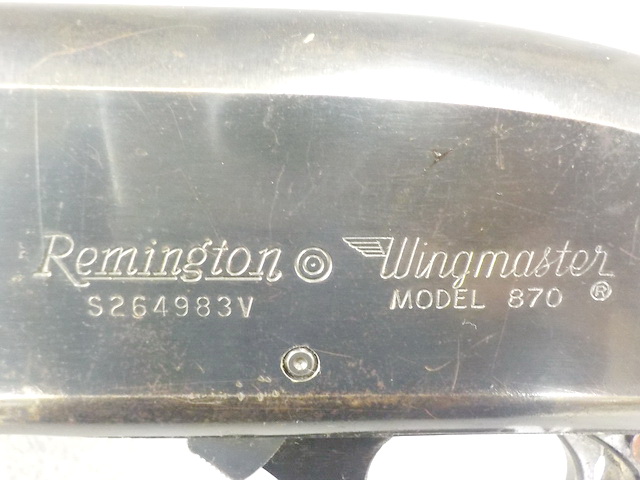 Remington
S264983V
Wingmaster
MODEL 870 ®